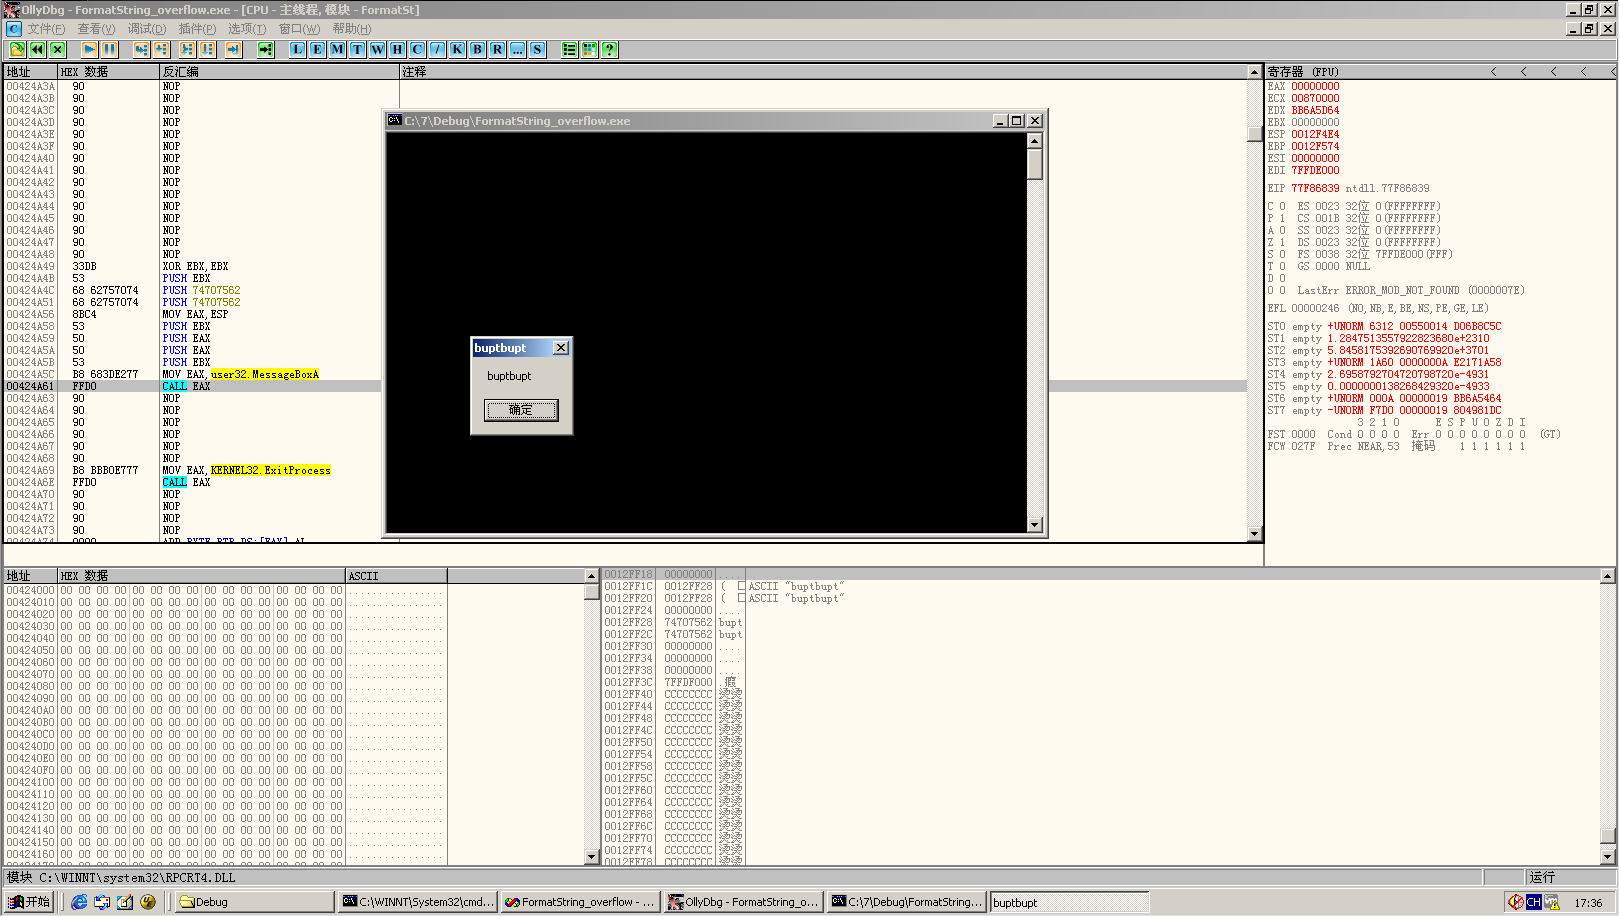 OllyDbg - FormatString_overflow.exe - [CPU - 主线程, 模块 - FormatSt]
文件(F) 查看(V) 调试(D) 插件(P) 选项(T) 窗口(W) 帮助(H)
L E M T W H C / K B R ... S
地址 HEX 数据 反汇编 注释
00424A3A 90 NOP
00424A3B 90 NOP
00424A3C 90 NOP
00424A3D 90 NOP
00424A3E 90 NOP
00424A3F 90 NOP
00424A40 90 NOP
00424A41 90 NOP
00424A42 90 NOP
00424A43 90 NOP
00424A44 90 NOP
00424A45 90 NOP
00424A46 90 NOP
00424A47 90 NOP
00424A48 90 NOP
00424A49 33DB XOR EBX,EBX
00424A4B 53 PUSH EBX
00424A4C 68 62757074 PUSH 74707562
00424A51 68 62757074 PUSH 74707562
00424A56 8BC4 MOV EAX,ESP
00424A58 53 PUSH EBX
00424A59 50 PUSH EAX
00424A5A 50 PUSH EAX
00424A5B 53 PUSH EBX
00424A5C B8 683DE277 MOV EAX,user32.MessageBoxA
00424A61 FFD0 CALL EAX
00424A63 90 NOP
00424A64 90 NOP
00424A65 90 NOP
00424A66 90 NOP
00424A67 90 NOP
00424A68 90 NOP
00424A69 B8 BBB0E777 MOV EAX,KERNEL32.ExitProcess
00424A6E FFD0 CALL EAX
00424A70 90 NOP
00424A71 90 NOP
00424A72 90 NOP
00424A73 90 NOP
00424A74 0000 ADD BYTE PTR DS:[EAX],AL
C:\7\Debug\FormatString_overflow.exe
buptbupt
buptbupt
确定
寄存器 (FPU) < < < < <
EAX 00000000
ECX 00870000
EDX BB6A5D64
EBX 00000000
ESP 0012F4E4
EBP 0012F574
ESI 00000000
EDI 7FFDE000
EIP 77F86839 ntdll.77F86839
C 0 ES 0023 32位 0(FFFFFFFF)
P 1 CS 001B 32位 0(FFFFFFFF)
A 0 SS 0023 32位 0(FFFFFFFF)
Z 1 DS 0023 32位 0(FFFFFFFF)
S 0 FS 0038 32位 7FFDE000(FFF)
T 0 GS 0000 NULL
D 0
O 0 LastErr ERROR_MOD_NOT_FOUND (0000007E)
EFL 00000246 (NO,NB,E,BE,NS,PE,GE,LE)
ST0 empty +UNORM 6312 00550014 D06B8C5C
ST1 empty 1.2847513557922823680e+2310
ST2 empty 5.8458175392690769920e+3701
ST3 empty +UNORM 1A60 0000000A E2171A58
ST4 empty 2.6958792704720798720e-4931
ST5 empty 0.0000000138268429320e-4933
ST6 empty +UNORM 000A 00000019 BB6A5464
ST7 empty -UNORM F7D0 00000019 804981DC
3 2 1 0 E S P U O Z D I
FST 0000 Cond 0 0 0 0 Err 0 0 0 0 0 0 0 0 (GT)
FCW 027F Prec NEAR,53 掩码 1 1 1 1 1 1
地址 HEX 数据 ASCII
00424000 00 00 00 00 00 00 00 00 00 00 00 00 00 00 00 00 ................
00424010 00 00 00 00 00 00 00 00 00 00 00 00 00 00 00 00 ................
00424020 00 00 00 00 00 00 00 00 00 00 00 00 00 00 00 00 ................
00424030 00 00 00 00 00 00 00 00 00 00 00 00 00 00 00 00 ................
00424040 00 00 00 00 00 00 00 00 00 00 00 00 00 00 00 00 ................
00424050 00 00 00 00 00 00 00 00 00 00 00 00 00 00 00 00 ................
00424060 00 00 00 00 00 00 00 00 00 00 00 00 00 00 00 00 ................
00424070 00 00 00 00 00 00 00 00 00 00 00 00 00 00 00 00 ................
00424080 00 00 00 00 00 00 00 00 00 00 00 00 00 00 00 00 ................
00424090 00 00 00 00 00 00 00 00 00 00 00 00 00 00 00 00 ................
004240A0 00 00 00 00 00 00 00 00 00 00 00 00 00 00 00 00 ................
004240B0 00 00 00 00 00 00 00 00 00 00 00 00 00 00 00 00 ................
004240C0 00 00 00 00 00 00 00 00 00 00 00 00 00 00 00 00 ................
004240D0 00 00 00 00 00 00 00 00 00 00 00 00 00 00 00 00 ................
004240E0 00 00 00 00 00 00 00 00 00 00 00 00 00 00 00 00 ................
004240F0 00 00 00 00 00 00 00 00 00 00 00 00 00 00 00 00 ................
00424100 00 00 00 00 00 00 00 00 00 00 00 00 00 00 00 00 ................
00424110 00 00 00 00 00 00 00 00 00 00 00 00 00 00 00 00 ................
00424120 00 00 00 00 00 00 00 00 00 00 00 00 00 00 00 00 ................
00424130 00 00 00 00 00 00 00 00 00 00 00 00 00 00 00 00 ................
00424140 00 00 00 00 00 00 00 00 00 00 00 00 00 00 00 00 ................
00424150 00 00 00 00 00 00 00 00 00 00 00 00 00 00 00 00 ................
00424160 00 00 00 00 00 00 00 00 00 00 00 00 00 00 00 00 ................
0012FF18 00000000 ....
0012FF1C 0012FF28 ( ASCII "buptbupt"
0012FF20 0012FF28 ( ASCII "buptbupt"
0012FF24 00000000 ....
0012FF28 74707562 bupt
0012FF2C 74707562 bupt
0012FF30 00000000 ....
0012FF34 00000000 ....
0012FF38 00000000 ....
0012FF3C 7FFDF000
0012FF40 CCCCCCCC 烫烫
0012FF44 CCCCCCCC 烫烫
0012FF48 CCCCCCCC 烫烫
0012FF4C CCCCCCCC 烫烫
0012FF50 CCCCCCCC 烫烫
0012FF54 CCCCCCCC 烫烫
0012FF58 CCCCCCCC 烫烫
0012FF5C CCCCCCCC 烫烫
0012FF60 CCCCCCCC 烫烫
0012FF64 CCCCCCCC 烫烫
0012FF68 CCCCCCCC 烫烫
0012FF6C CCCCCCCC 烫烫
0012FF70 CCCCCCCC 烫烫
0012FF74 CCCCCCCC 烫烫
0012FF78 CCCCCCCC 烫烫
模块 C:\WINNT\system32\RPCRT4.DLL 运行
开始 Debug C:\WINNT\System32\cmd... FormatString_overflow - ... OllyDbg - FormatString_o... C:\7\Debug\FormatString... buptbupt CH 17:36